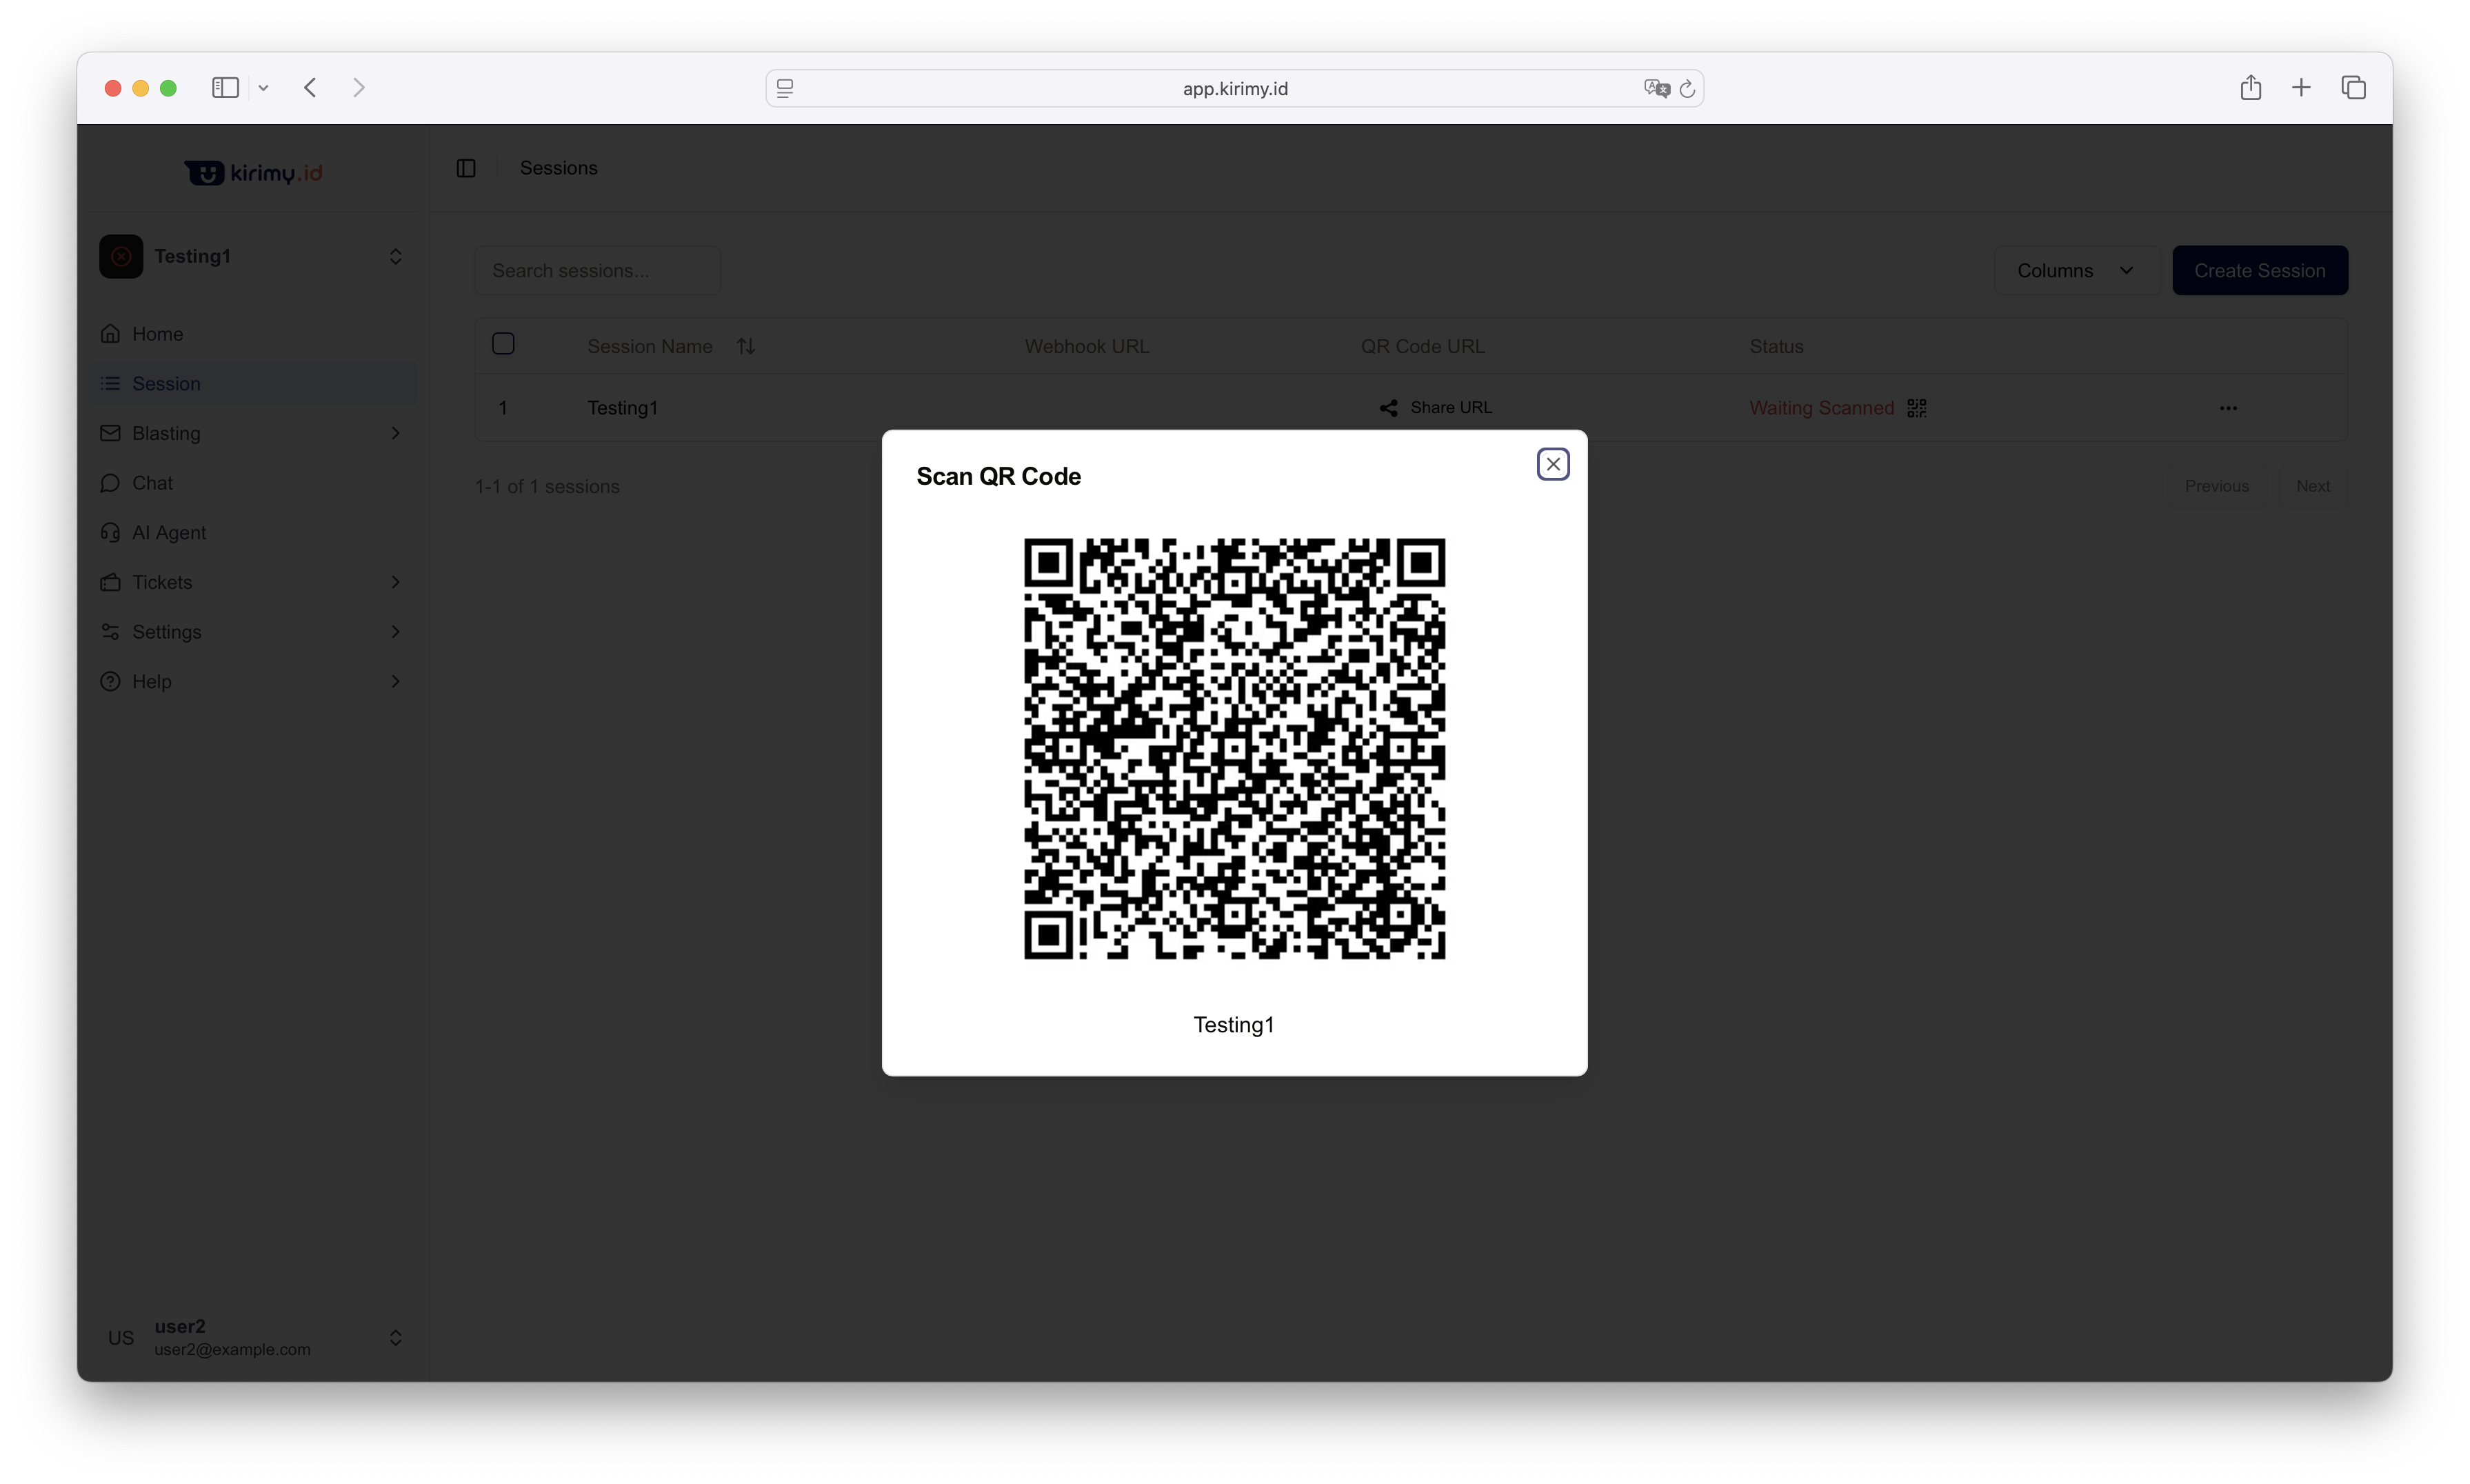 app.kirimy.id
kirimy.id
Sessions
Testing1
Search sessions...
Columns
Create Session
Home
Session
Blasting
Chat
AI Agent
Tickets
Settings
Help
Session Name
Webhook URL
QR Code URL
Status
1
Testing1
Share URL
Waiting Scanned
1-1 of 1 sessions
Previous
Next
Scan QR Code
Testing1
US
user2
user2@example.com